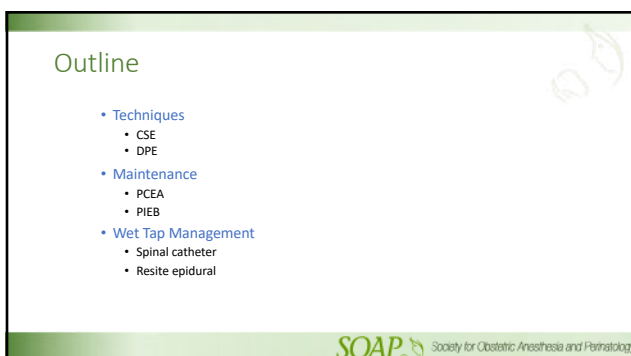 Outline
• Techniques
• CSE
• DPE
• Maintenance
• PCEA
• PIEB
• Wet Tap Management
• Spinal catheter
• Resite epidural
SOAP Society for Obstetric Anesthesia and Perinatology